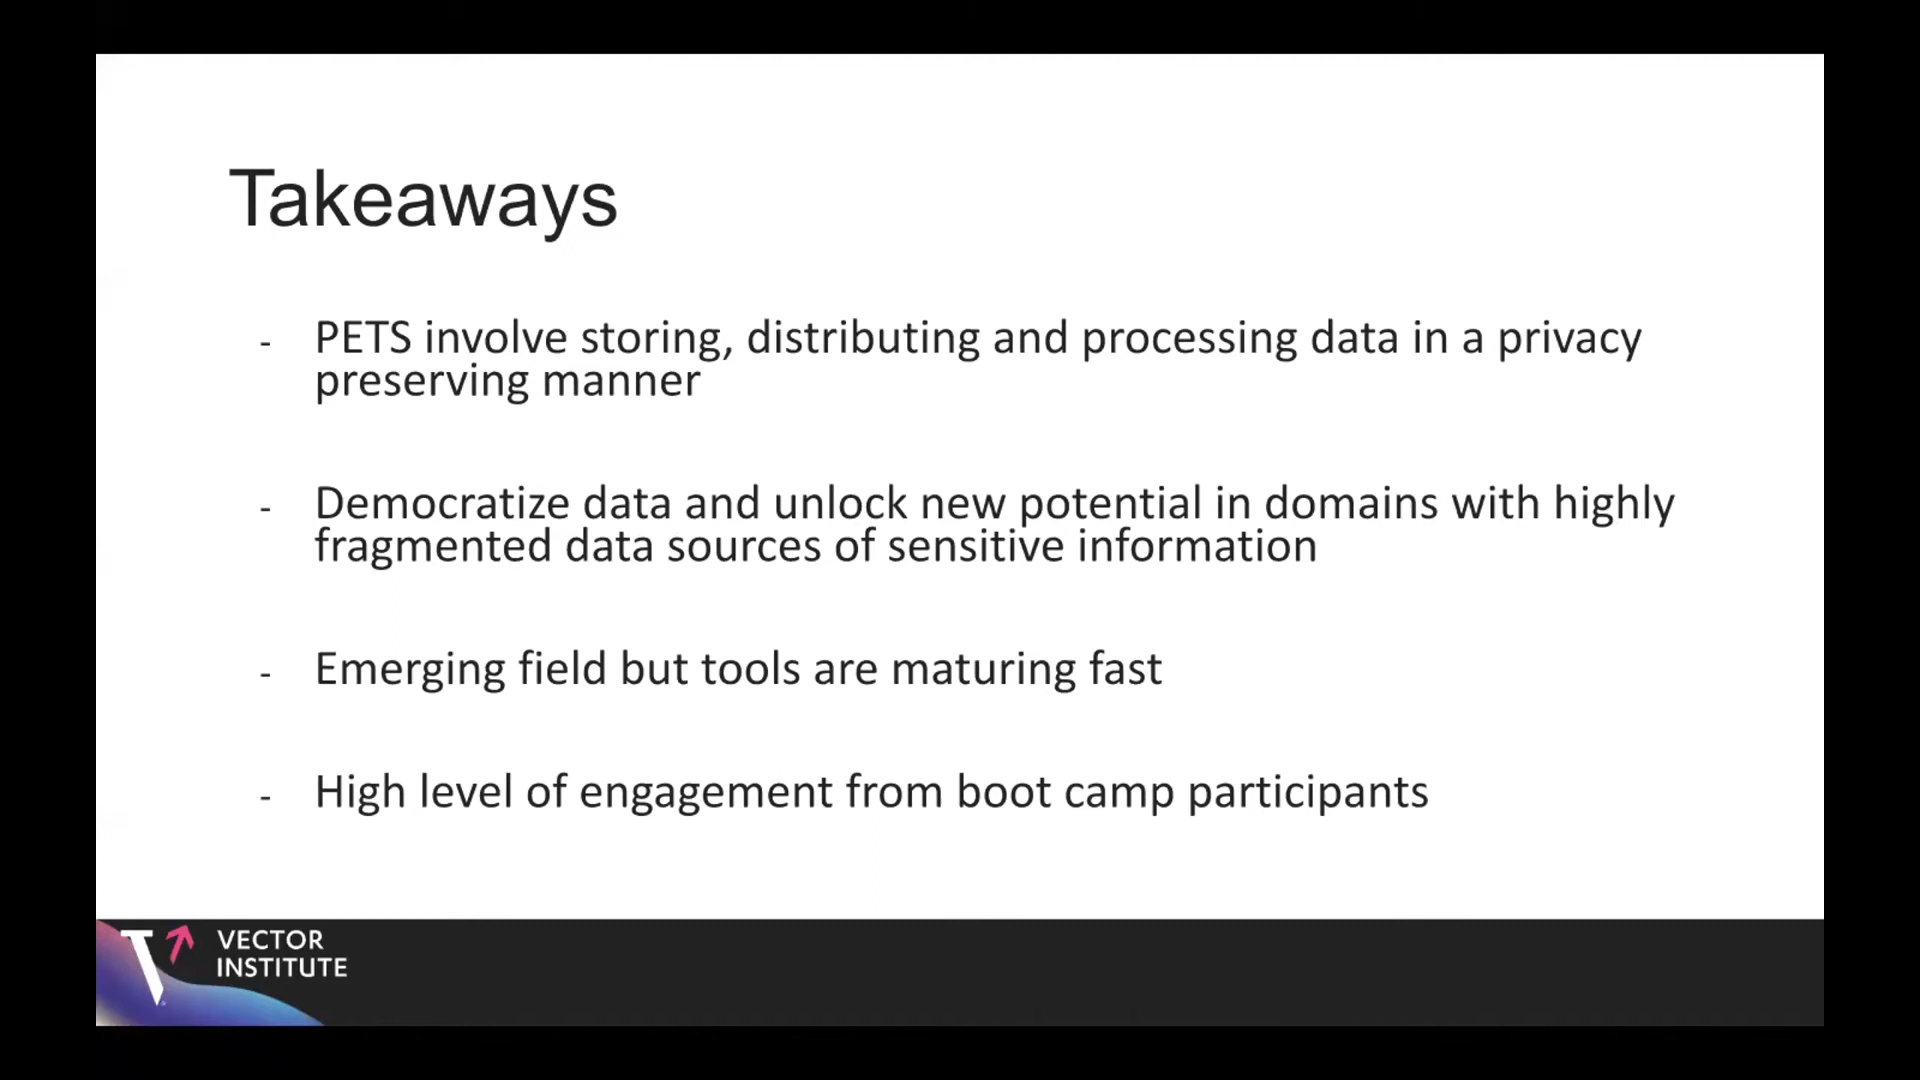 Takeaways
- PETS involve storing, distributing and processing data in a privacy
preserving manner
- Democratize data and unlock new potential in domains with highly
fragmented data sources of sensitive information
- Emerging field but tools are maturing fast
- High level of engagement from boot camp participants
VECTOR
INSTITUTE